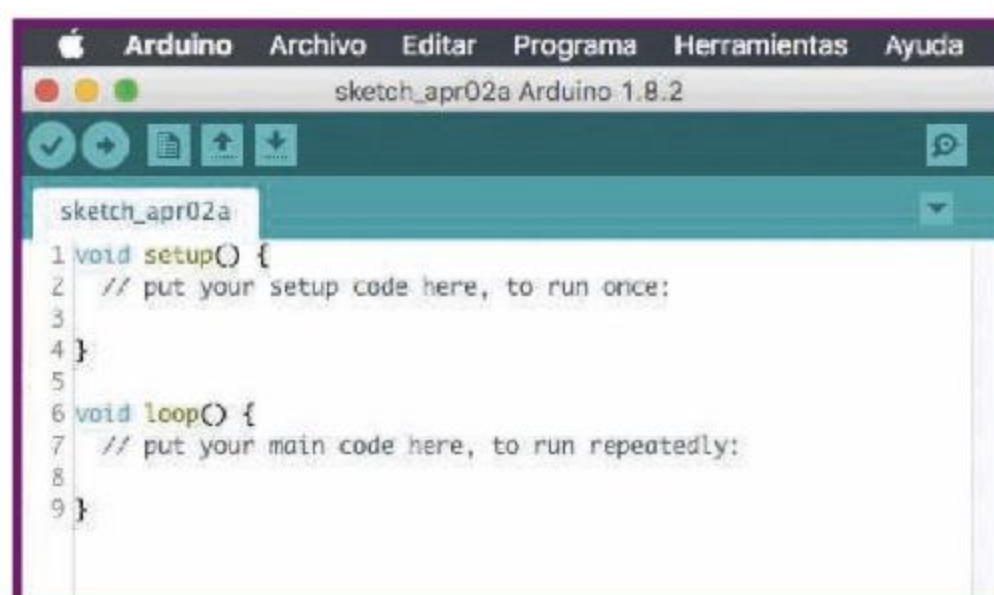 Arduino Archivo Editar Programa Herramientas Ayuda
sketch_apr02a Arduino 1.8.2
sketch_apr02a
1 void setup() {
2   // put your setup code here, to run once:
3
4 }
5
6 void loop() {
7   // put your main code here, to run repeatedly:
8
9 }